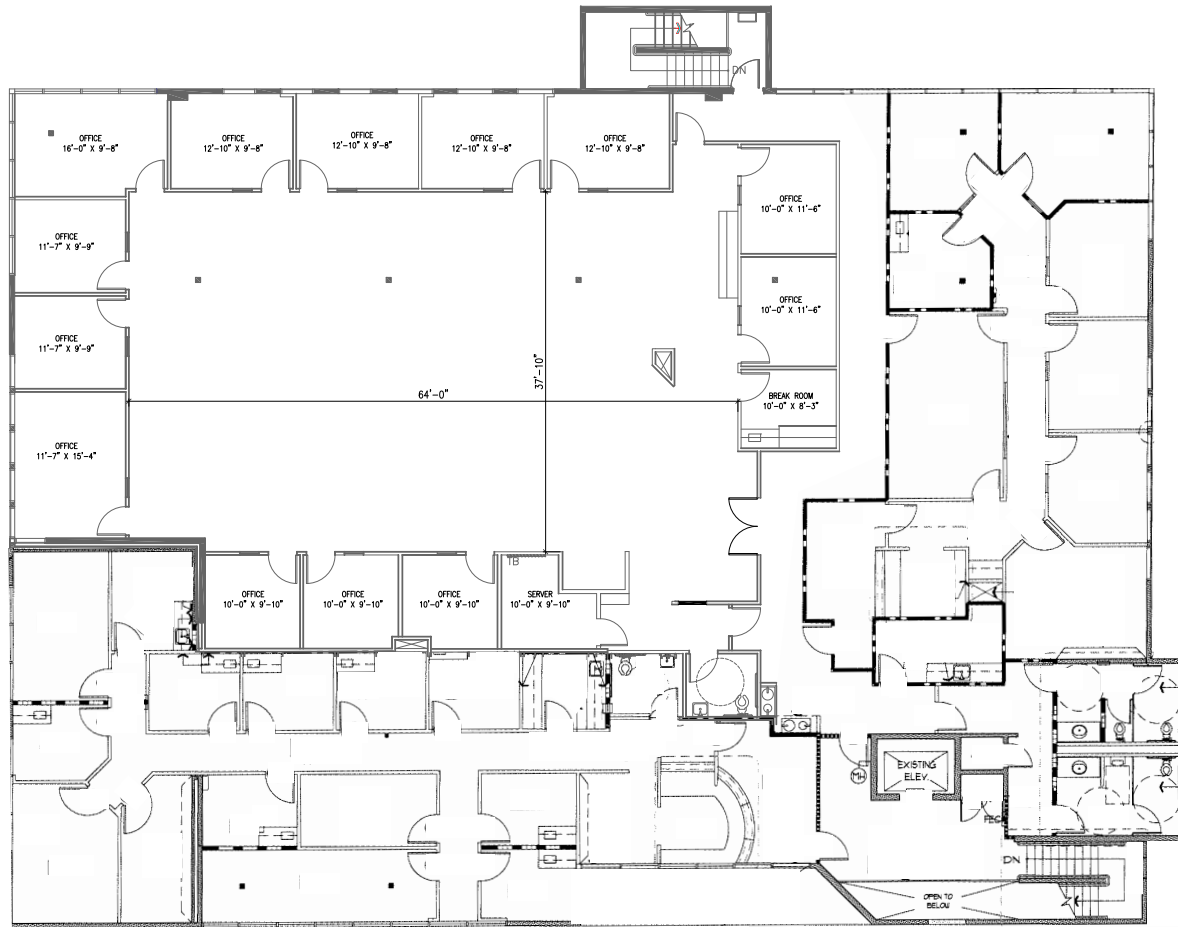 DN
OFFICE
16'-0" X 9'-8"
OFFICE
12'-10" X 9'-8"
OFFICE
12'-10" X 9'-8"
OFFICE
12'-10" X 9'-8"
OFFICE
12'-10" X 9'-8"
OFFICE
10'-0" X 11'-6"
OFFICE
11'-7" X 9'-9"
OFFICE
10'-0" X 11'-6"
OFFICE
11'-7" X 9'-9"
37'-10"
64'-0"
BREAK ROOM
10'-0" X 8'-3"
OFFICE
11'-7" X 15'-4"
TB
OFFICE
10'-0" X 9'-10"
OFFICE
10'-0" X 9'-10"
OFFICE
10'-0" X 9'-10"
SERVER
10'-0" X 9'-10"
EXISTING
ELEV.
MH
DN
OPEN TO
BELOW